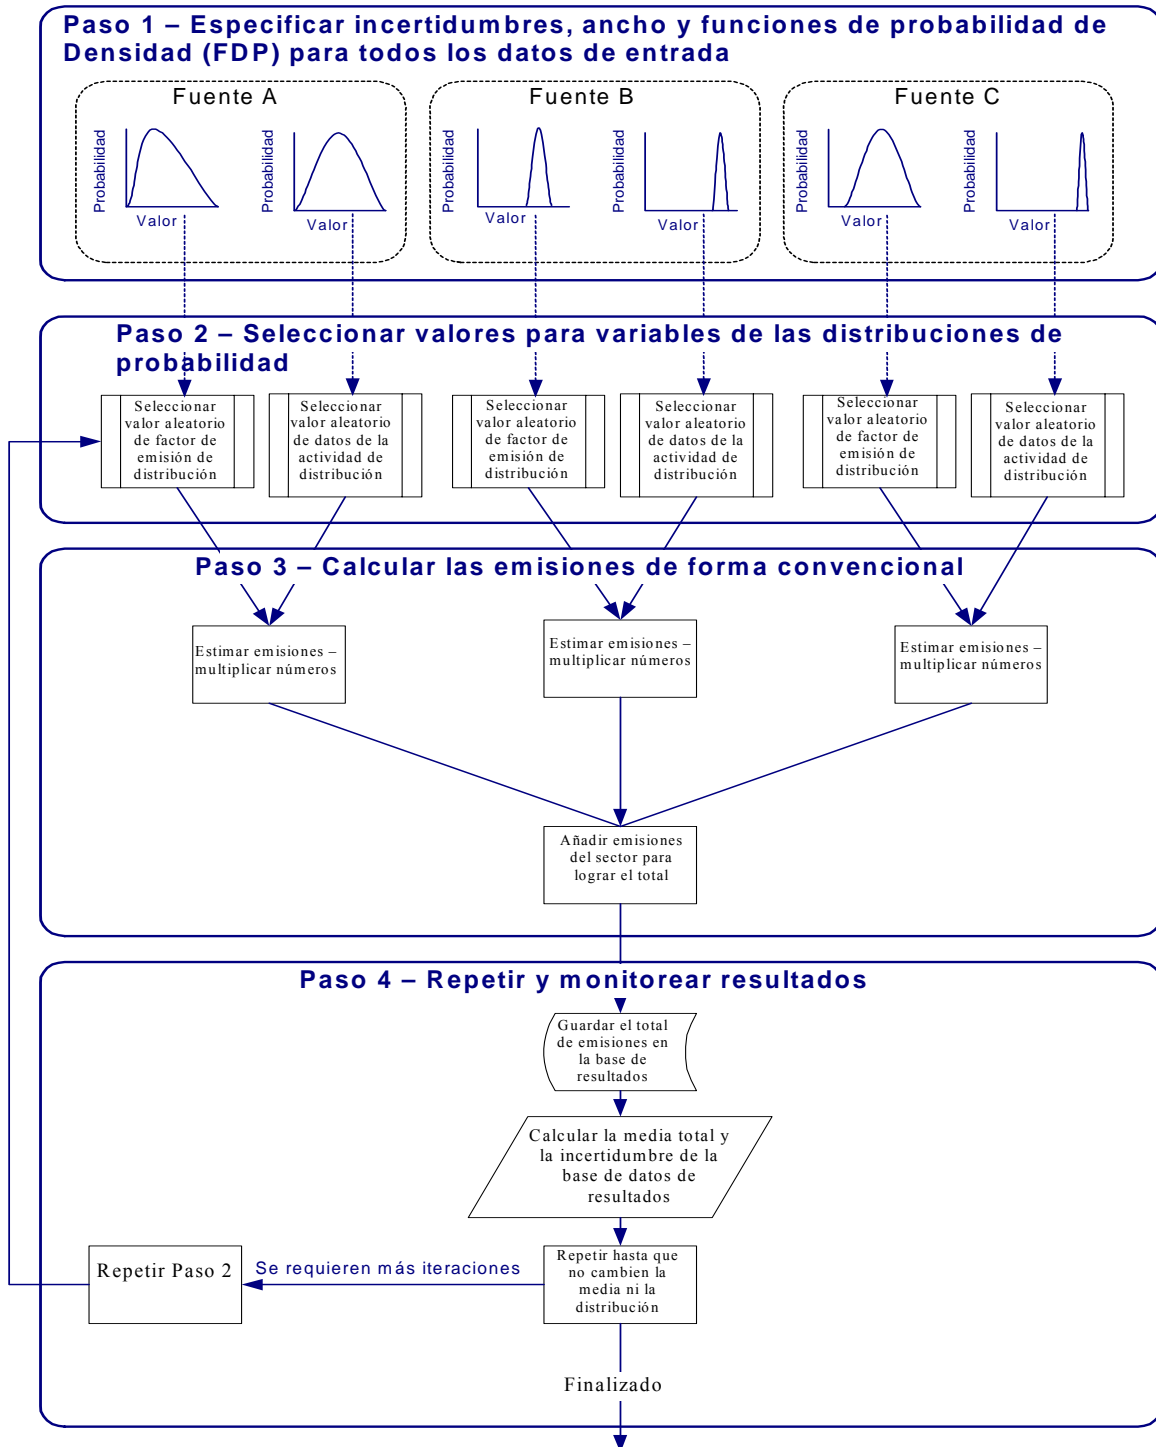 Paso 1 – Especificar incertidumbres, ancho y funciones de probabilidad de
Densidad (FDP) para todos los datos de entrada
Fuente A
Fuente B
Fuente C
Probabilidad
Valor
Probabilidad
Valor
Probabilidad
Valor
Probabilidad
Valor
Probabilidad
Valor
Probabilidad
Valor
Paso 2 – Seleccionar valores para variables de las distribuciones de
probabilidad
Seleccionar
valor aleatorio
de factor de
emisión de
distribución
Seleccionar
valor aleatorio
de datos de la
actividad de
distribución
Seleccionar
valor aleatorio
de factor de
emisión de
distribución
Seleccionar
valor aleatorio
de datos de la
actividad de
distribución
Seleccionar
valor aleatorio
de factor de
emisión de
distribución
Seleccionar
valor aleatorio
de datos de la
actividad de
distribución
Paso 3 – Calcular las emisiones de forma convencional
Estimar emisiones –
multiplicar números
Estimar emisiones –
multiplicar números
Estimar emisiones –
multiplicar números
Añadir emisiones
del sector para
lograr el total
Paso 4 – Repetir y monitorear resultados
Guardar el total
de emisiones en
la base de
resultados
Calcular la media total y
la incertidumbre de la
base de datos de
resultados
Repetir hasta que
no cambien la
media ni la
distribución
Se requieren más iteraciones
Repetir Paso 2
Finalizado